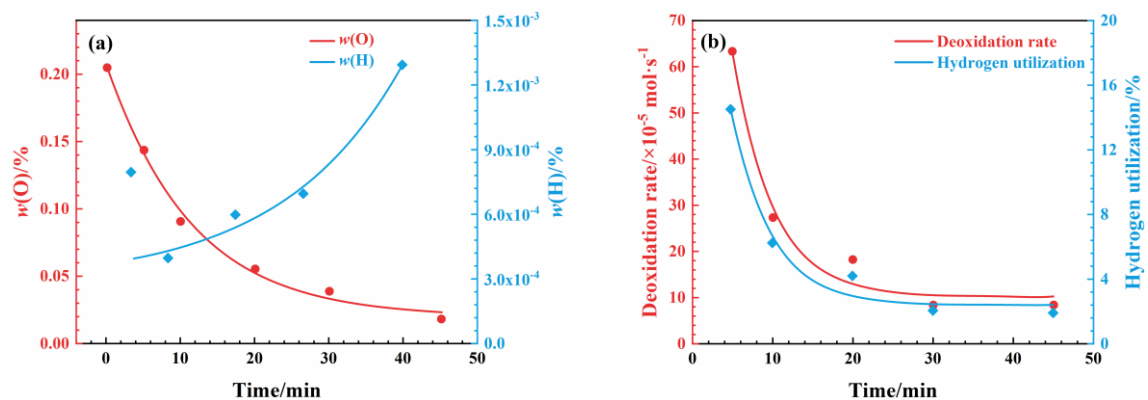 (a)
w(O)
w(H)
w(O)/%
0.20
0.15
0.10
0.05
0.00
1.5x10⁻³
1.2x10⁻³
9.0x10⁻⁴
6.0x10⁻⁴
3.0x10⁻⁴
0.0
w(H)/%
0 10 20 30 40 50
Time/min
(b)
Deoxidation rate
Hydrogen utilization
Deoxidation rate/×10⁻⁵ mol·s⁻¹
70
60
50
40
30
20
10
0
20
16
12
8
4
0
Hydrogen utilization/%
0 10 20 30 40 50
Time/min